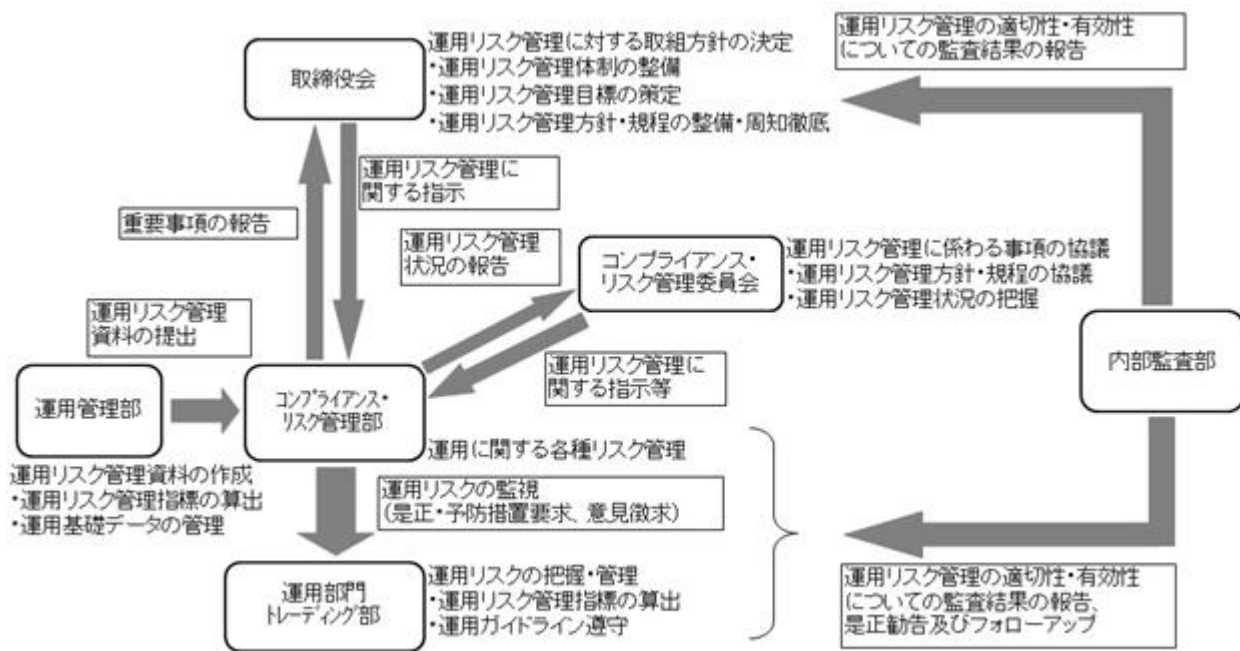 取締役会
運用リスク管理に対する取組方針の決定
・運用リスク管理体制の整備
・運用リスク管理目標の策定
・運用リスク管理方針・規程の整備・周知徹底
運用リスク管理の適切性・有効性
についての監査結果の報告
運用リスク管理に
関する指示
重要事項の報告
運用リスク管理
状況の報告
コンプライアンス・
リスク管理委員会
運用リスク管理に係わる事項の協議
・運用リスク管理方針・規程の協議
・運用リスク管理状況の把握
運用リスク管理
資料の提出
運用リスク管理に
関する指示等
内部監査部
運用管理部
コンプライアンス・
リスク管理部
運用に関する各種リスク管理
運用リスク管理資料の作成
・運用リスク管理指標の算出
・運用基礎データの管理
運用リスクの監視
（是正・予防措置要求、意見徴求）
運用部門
トレーディング部
運用リスクの把握・管理
・運用リスク管理指標の算出
・運用ガイドライン遵守
運用リスク管理の適切性・有効性
についての監査結果の報告、
是正勧告及びフォローアップ